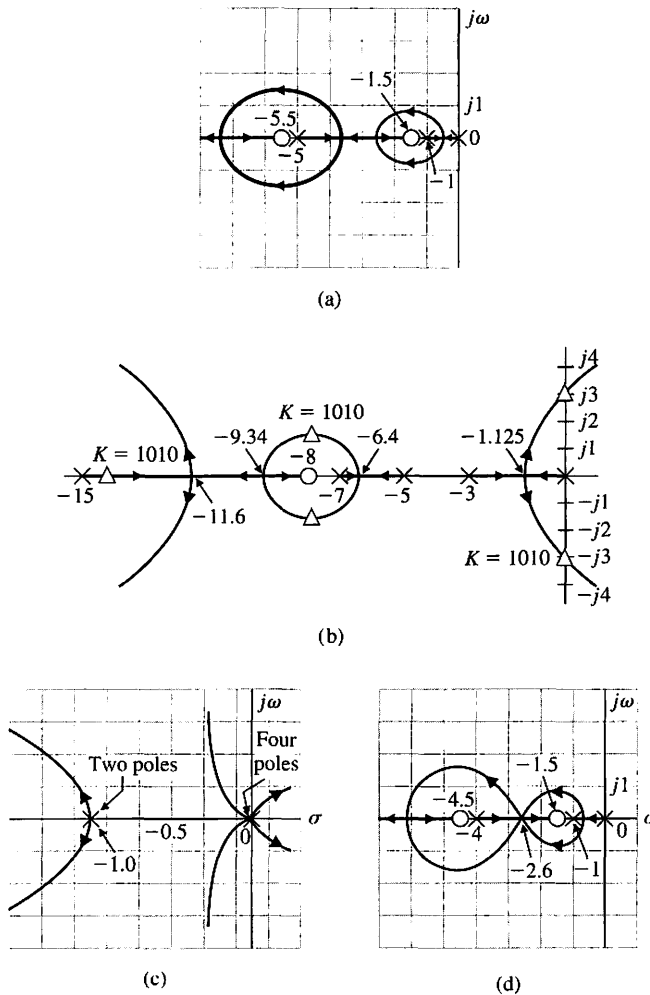 jω
−1.5
j1
−5.5
−5
0
−1
(a)
j4
j3
K = 1010
j2
−9.34
−6.4
−1.125
j1
K = 1010
−8
−15
−7
−5
−3
−11.6
−j1
−j2
K = 1010
−j3
−j4
(b)
jω
Four
poles
Two poles
σ
−0.5
0
−1.0
(c)
jω
−1.5
j1
−4.5
−4
0
σ
−2.6
−1
(d)